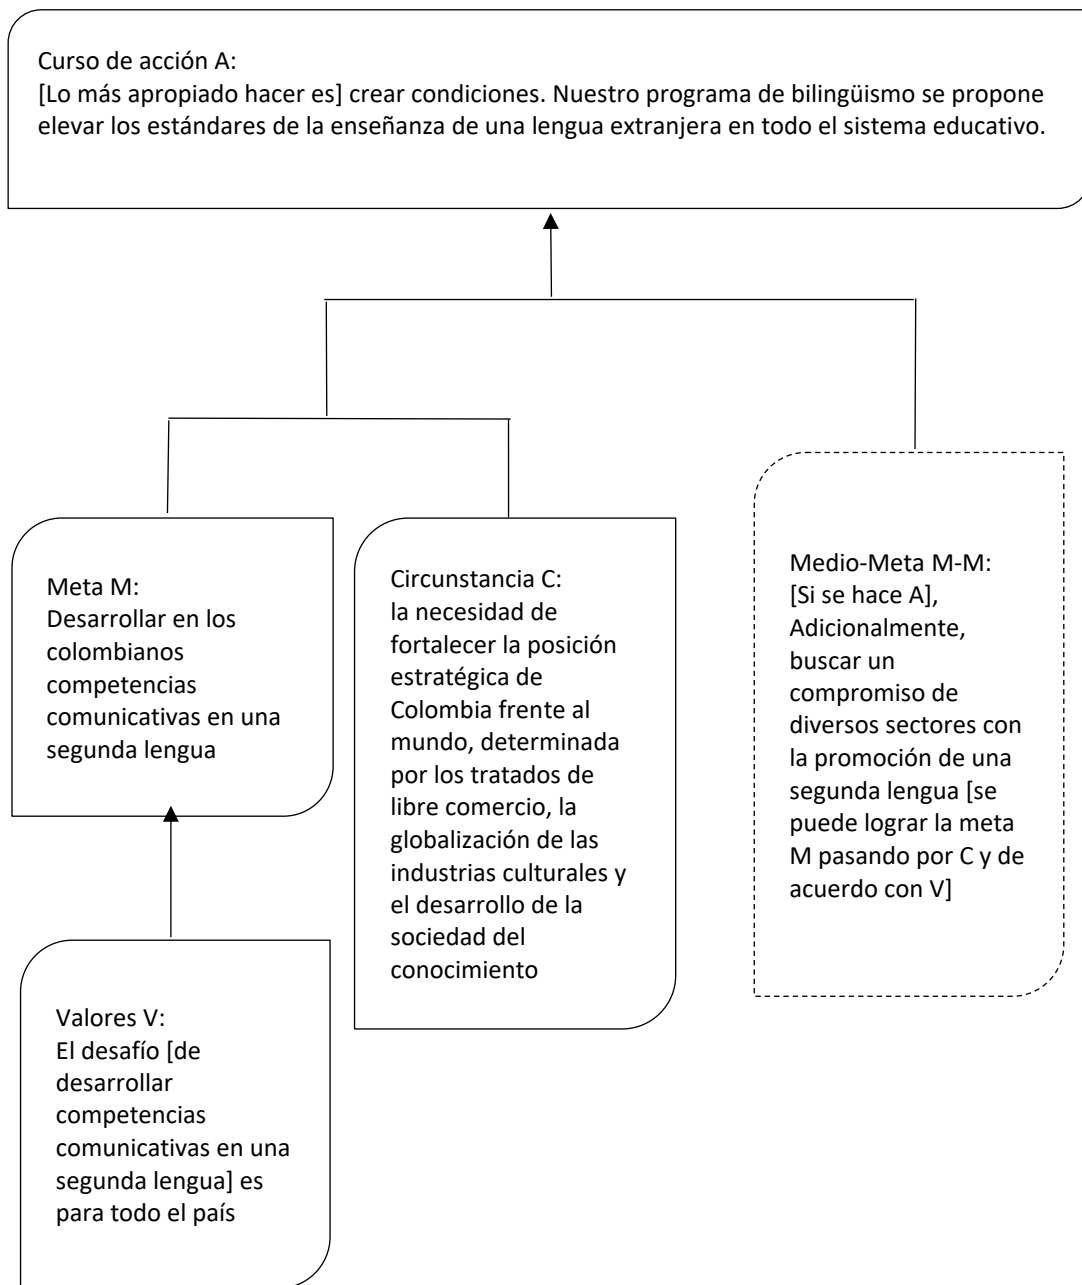 Curso de acción A:
[Lo más apropiado hacer es] crear condiciones. Nuestro programa de bilingüismo se propone
elevar los estándares de la enseñanza de una lengua extranjera en todo el sistema educativo.
Meta M:
Desarrollar en los
colombianos
competencias
comunicativas en una
segunda lengua
Circunstancia C:
la necesidad de
fortalecer la posición
estratégica de
Colombia frente al
mundo, determinada
por los tratados de
libre comercio, la
globalización de las
industrias culturales y
el desarrollo de la
sociedad del
conocimiento
Medio-Meta M-M:
[Si se hace A],
Adicionalmente,
buscar un
compromiso de
diversos sectores con
la promoción de una
segunda lengua [se
puede lograr la meta
M pasando por C y de
acuerdo con V]
Valores V:
El desafío [de
desarrollar
competencias
comunicativas en una
segunda lengua] es
para todo el país